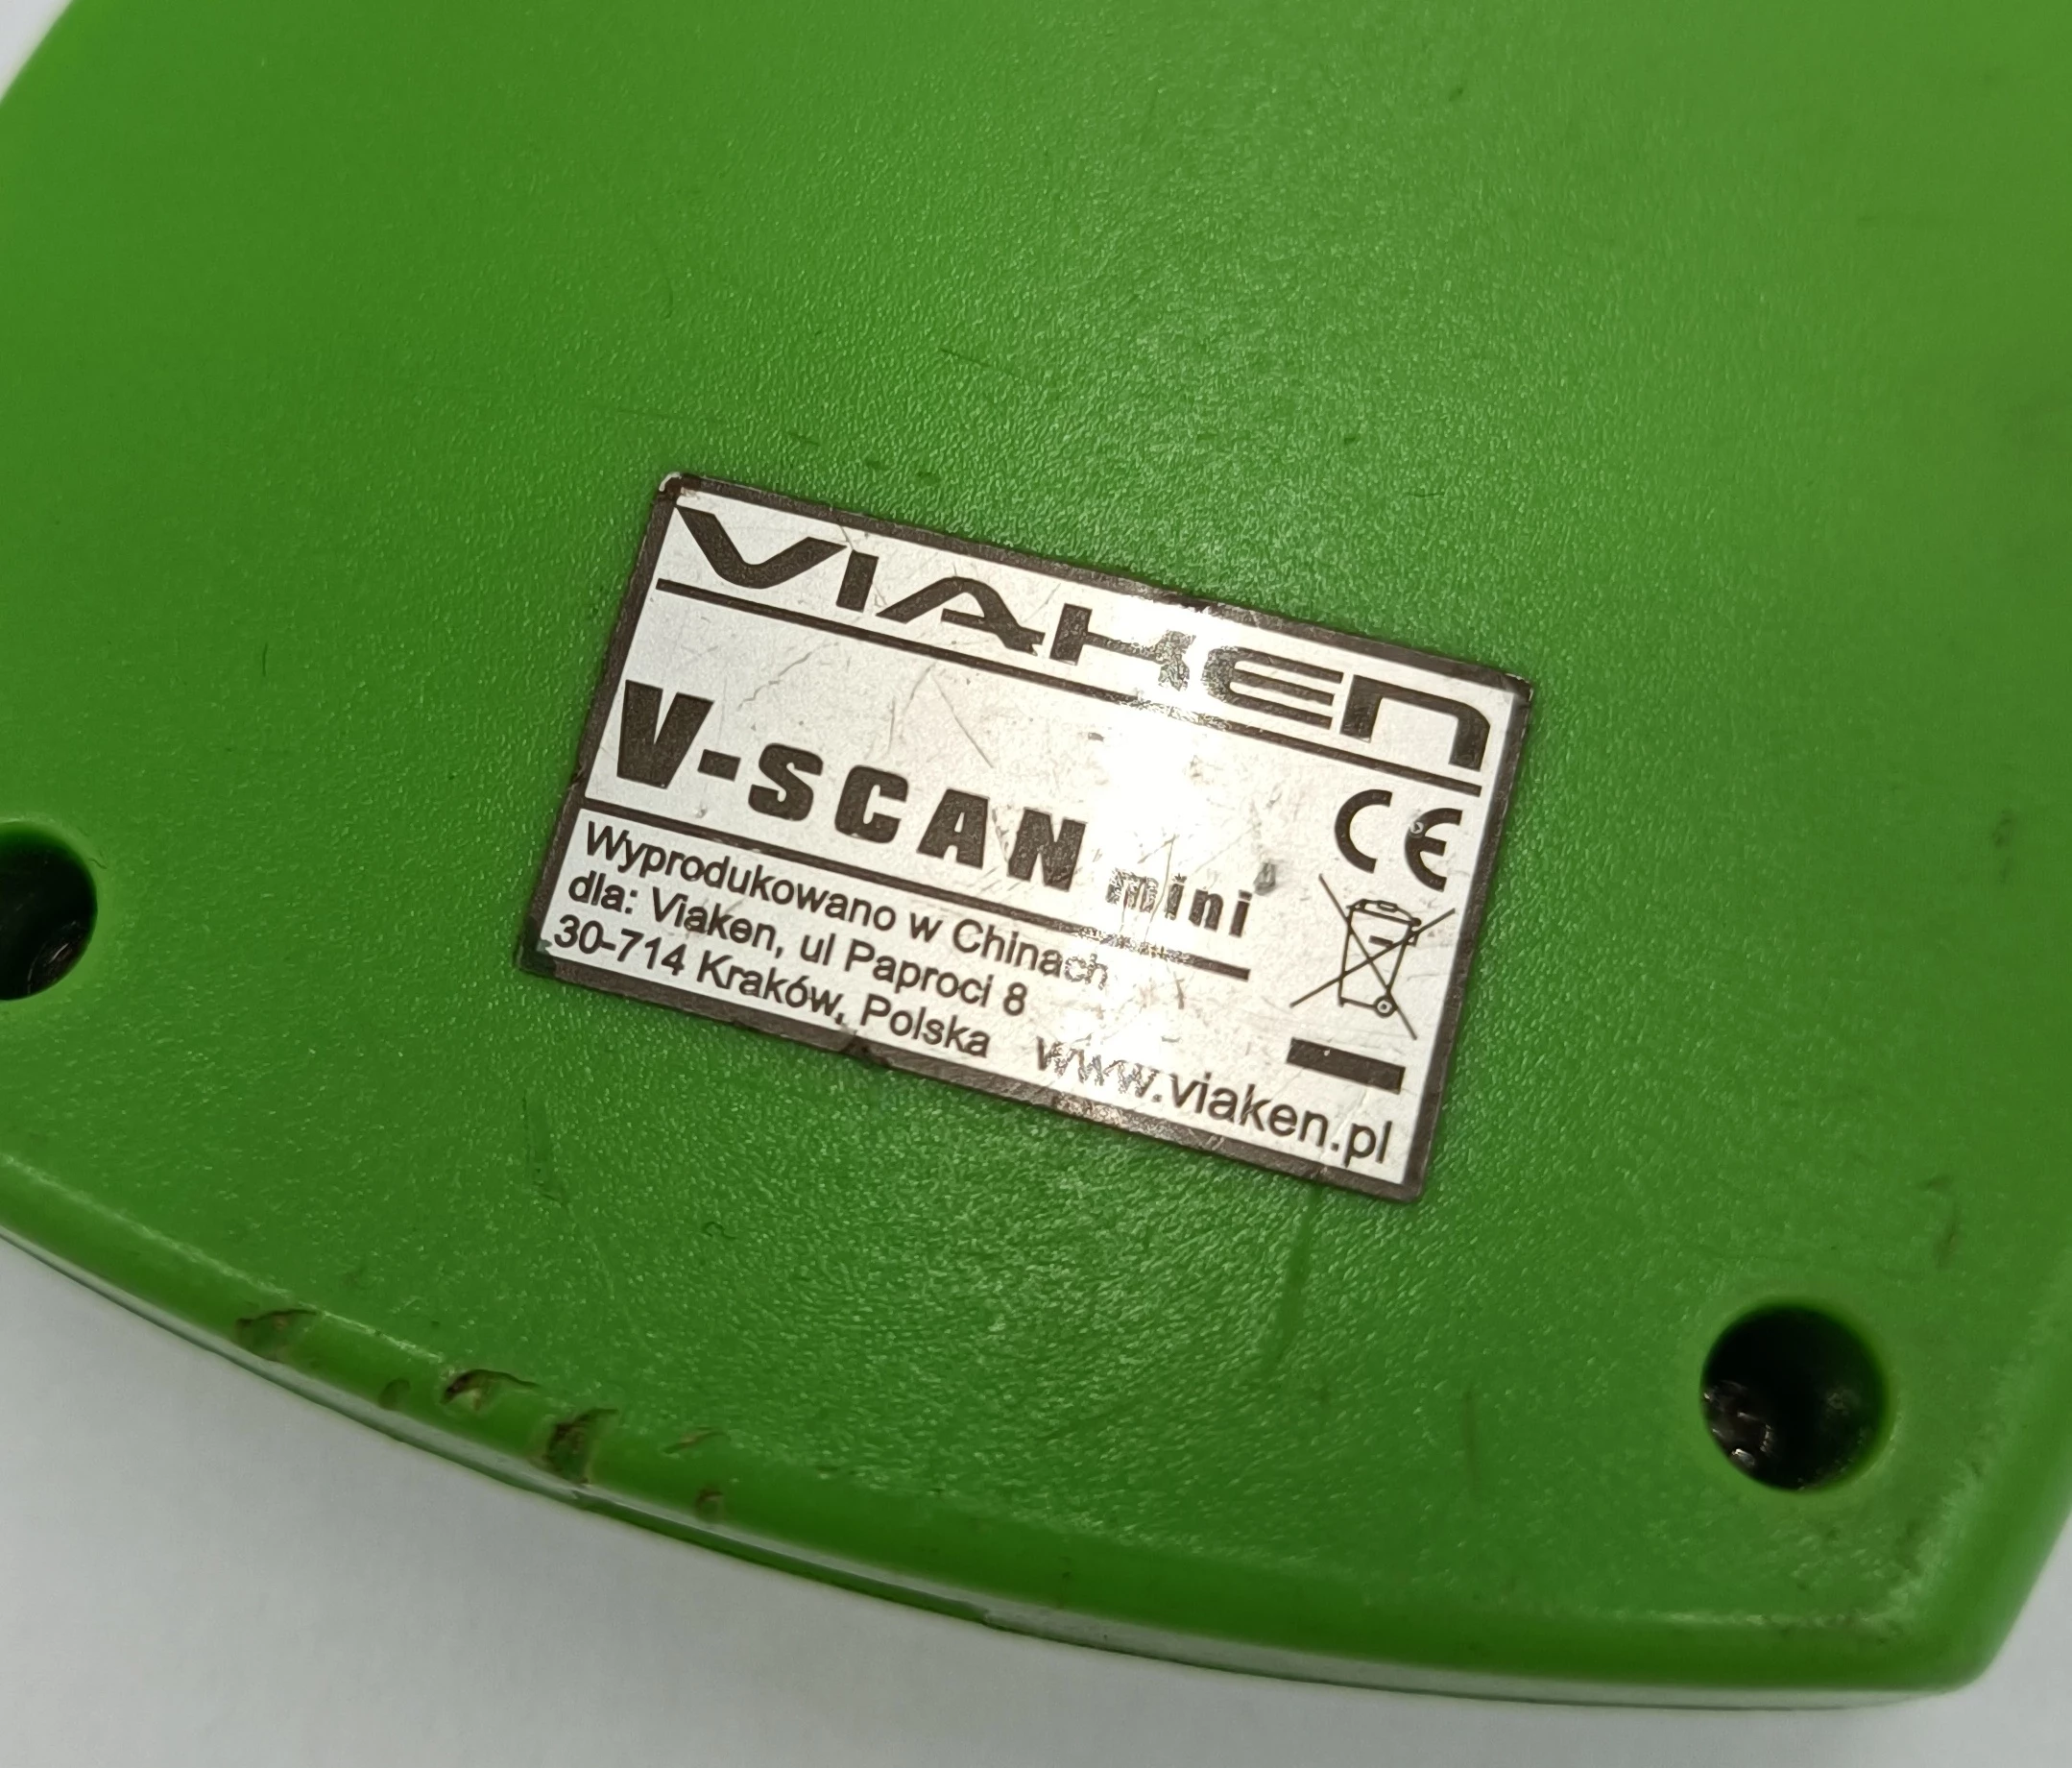 VIAKEN
V-SCAN mini
CE
Wyprodukowano w Chinach
dla: Viaken, ul Paproci 8
30-714 Kraków, Polska www.viaken.pl